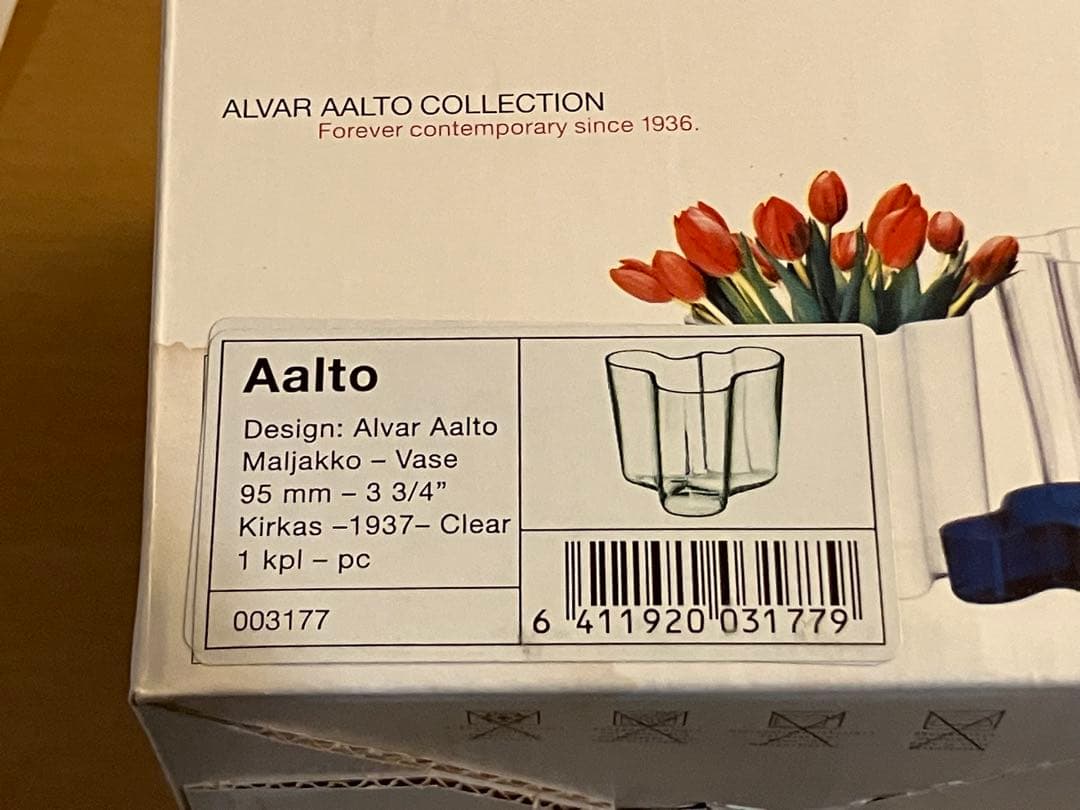 ALVAR AALTO COLLECTION
Forever contemporary since 1936.
Aalto
Design: Alvar Aalto
Maljakko – Vase
95 mm – 3 3/4”
Kirkas –1937– Clear
1 kpl – pc
003177
6 411920 031779